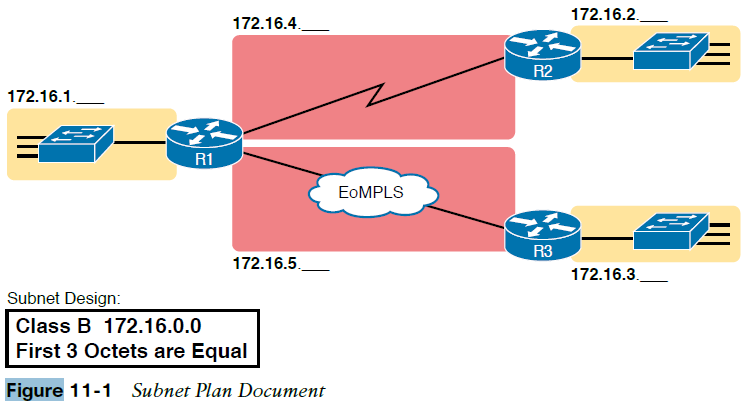 172.16.4.___
172.16.2.___
R2
172.16.1.___
R1
EoMPLS
R3
172.16.5.___
172.16.3.___
Subnet Design:
Class B 172.16.0.0
First 3 Octets are Equal
Figure 11-1 Subnet Plan Document